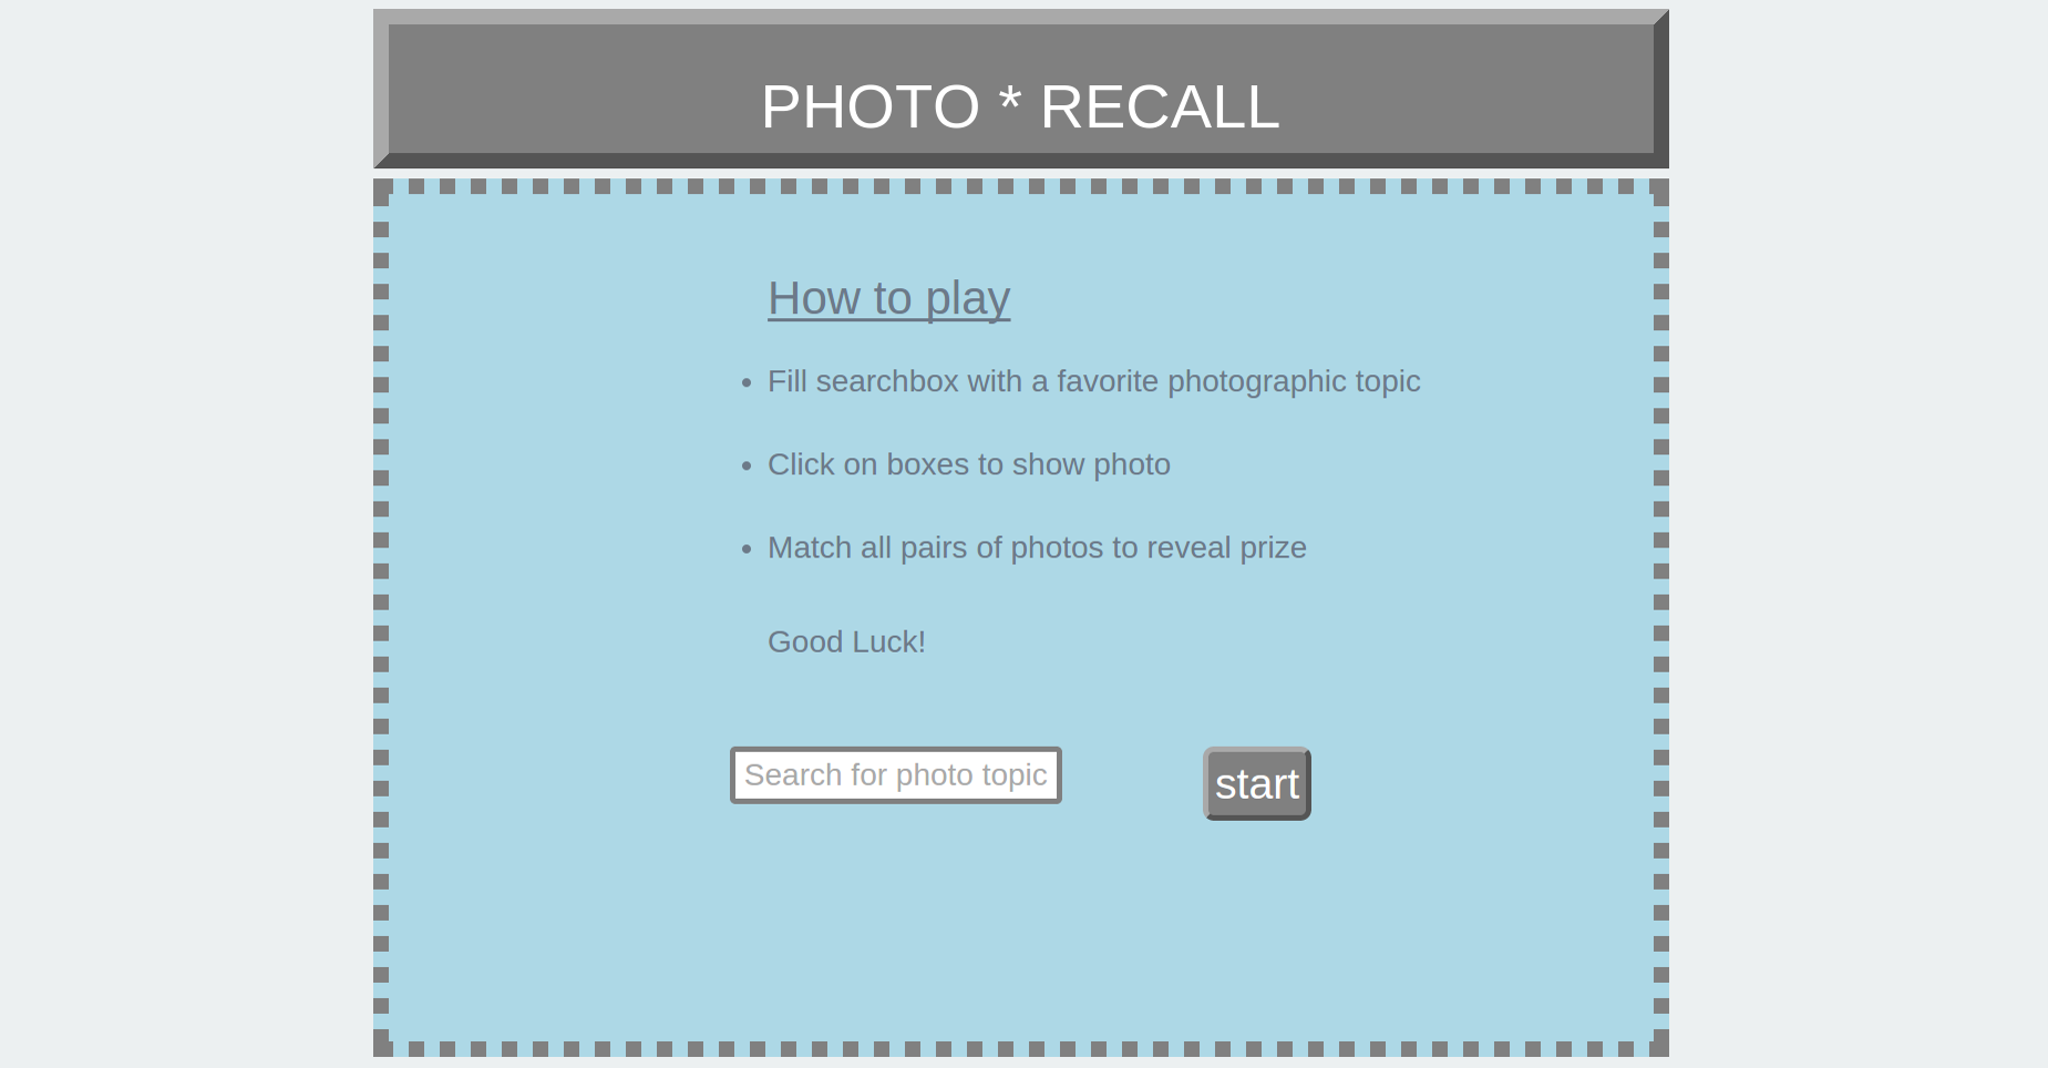 PHOTO * RECALL
How to play
• Fill searchbox with a favorite photographic topic
• Click on boxes to show photo
• Match all pairs of photos to reveal prize
Good Luck!
Search for photo topic
start